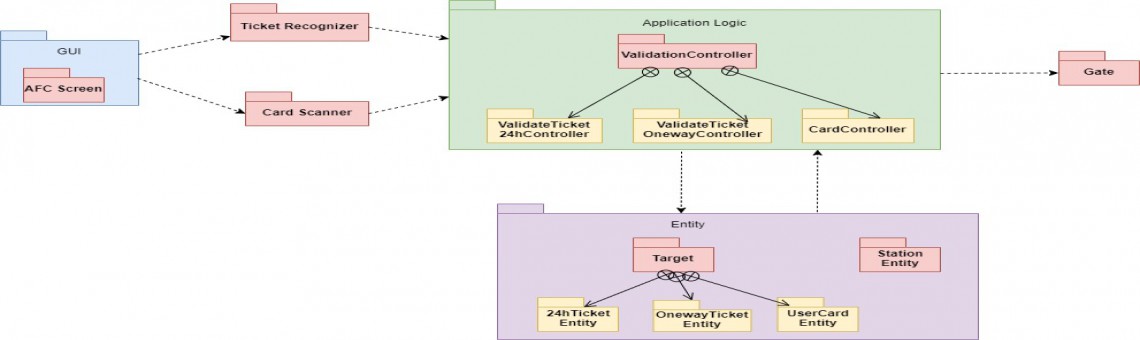 GUI
AFC Screen
Ticket Recognizer
Card Scanner
Application Logic
ValidationController
ValidateTicket
24hController
ValidateTicket
OnewayController
CardController
Gate
Entity
Target
Station
Entity
24hTicket
Entity
OnewayTicket
Entity
UserCard
Entity